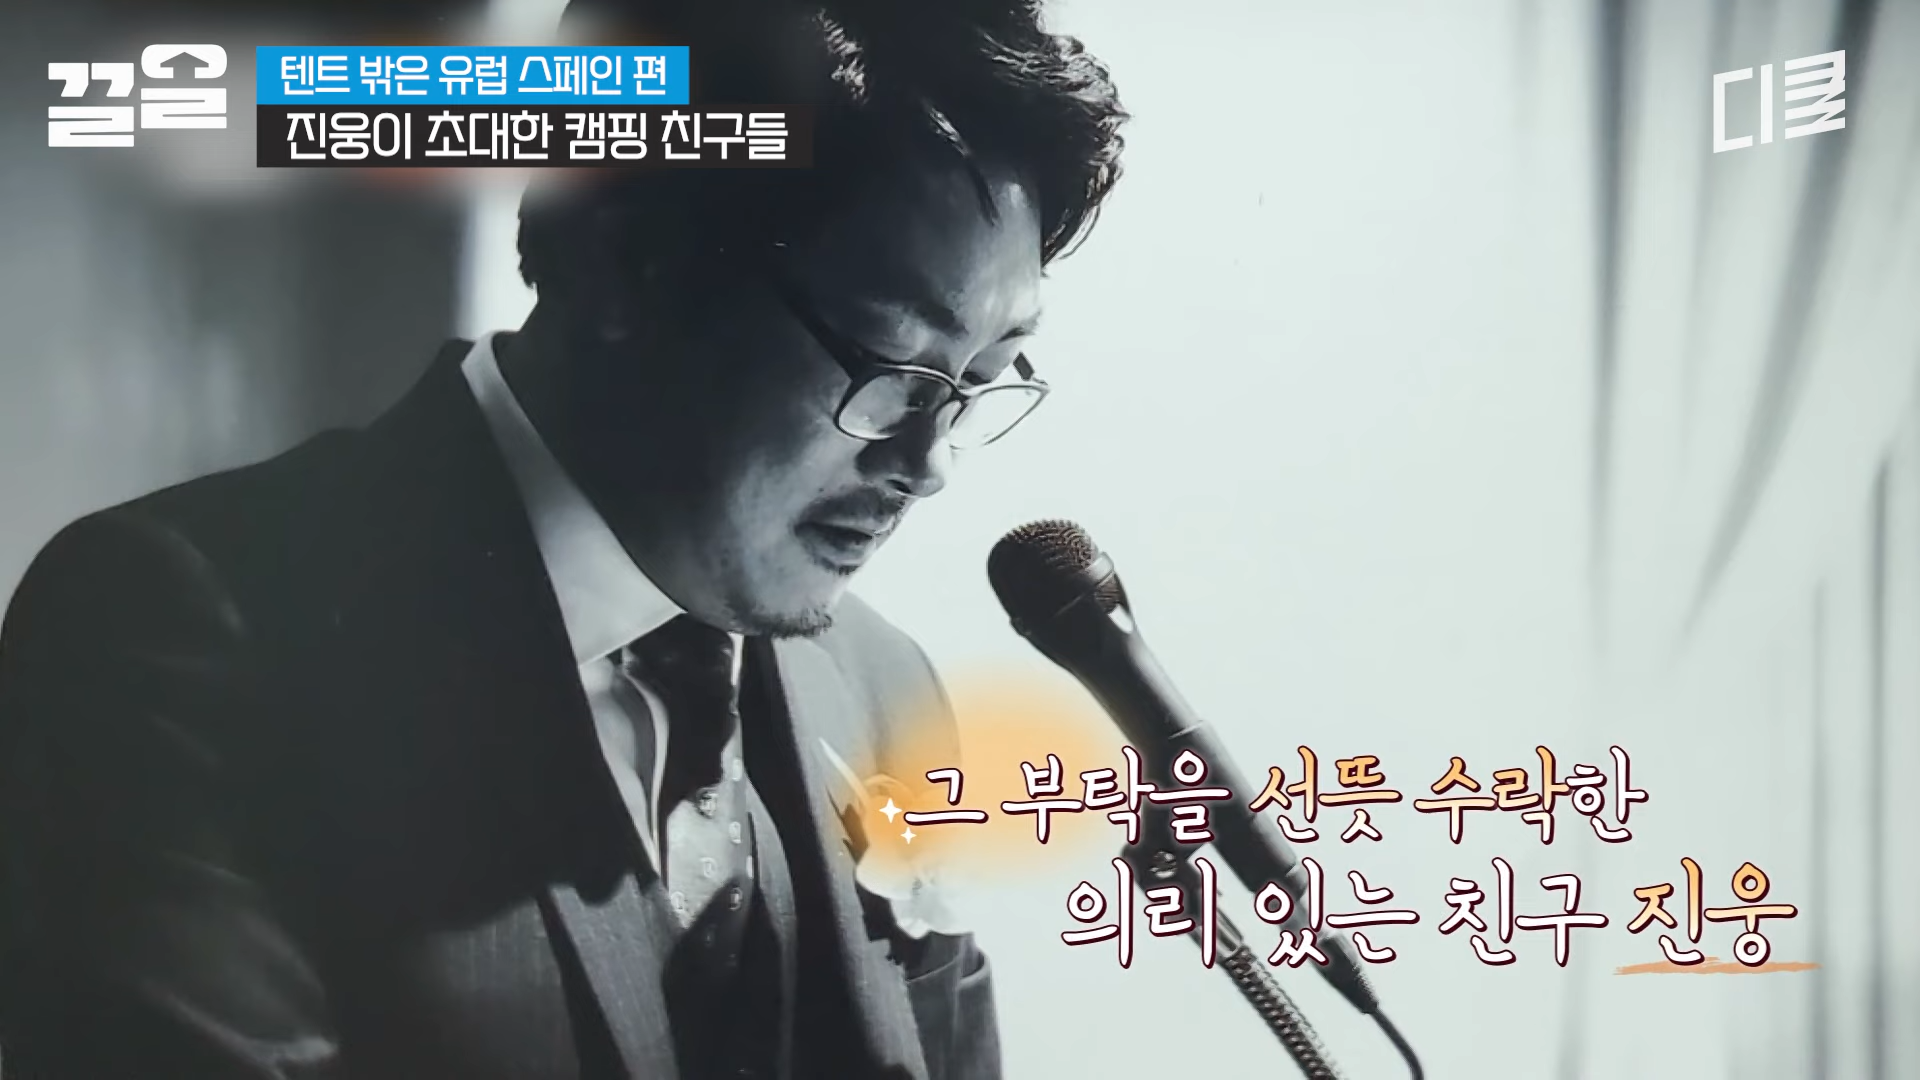 끌올
텐트 밖은 유럽 스페인 편
진웅이 초대한 캠핑 친구들
디클
그 부탁을 선뜻 수락한
의리 있는 친구 진웅